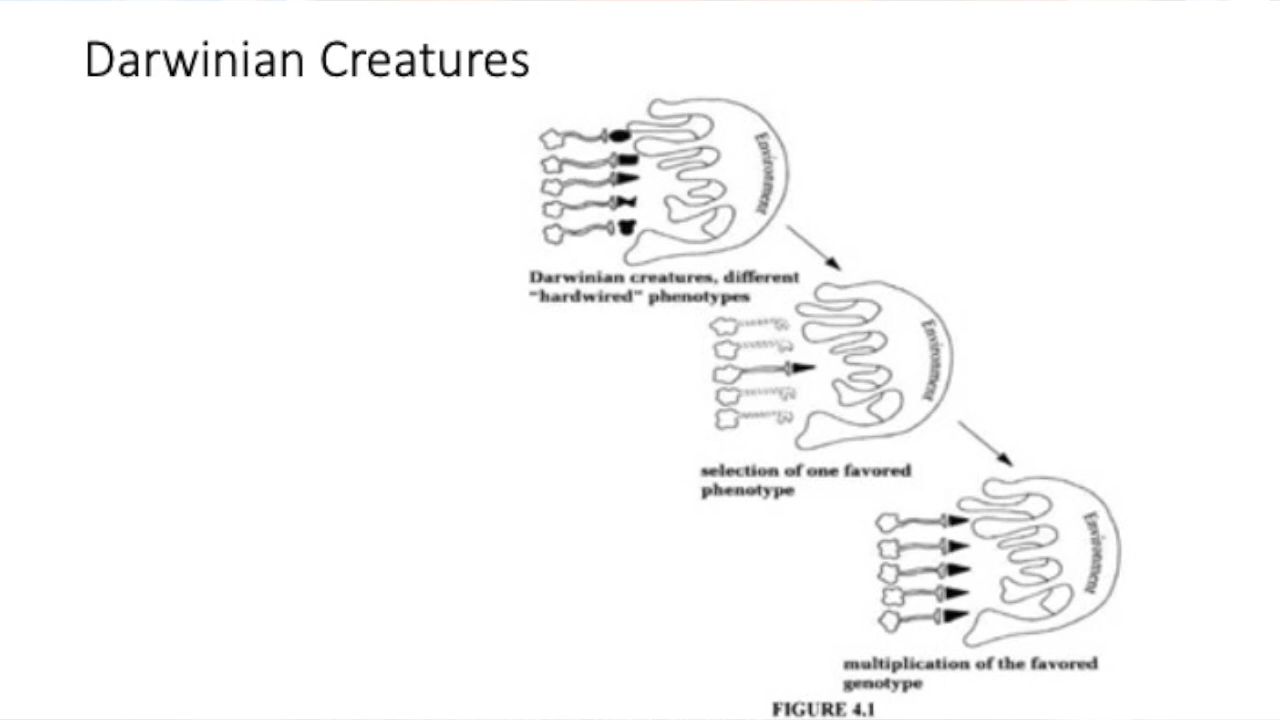 Darwinian Creatures
Environment
Darwinian creatures, different
"hardwired" phenotypes
Environment
selection of one favored
phenotype
Environment
multiplication of the favored
genotype
FIGURE 4.1